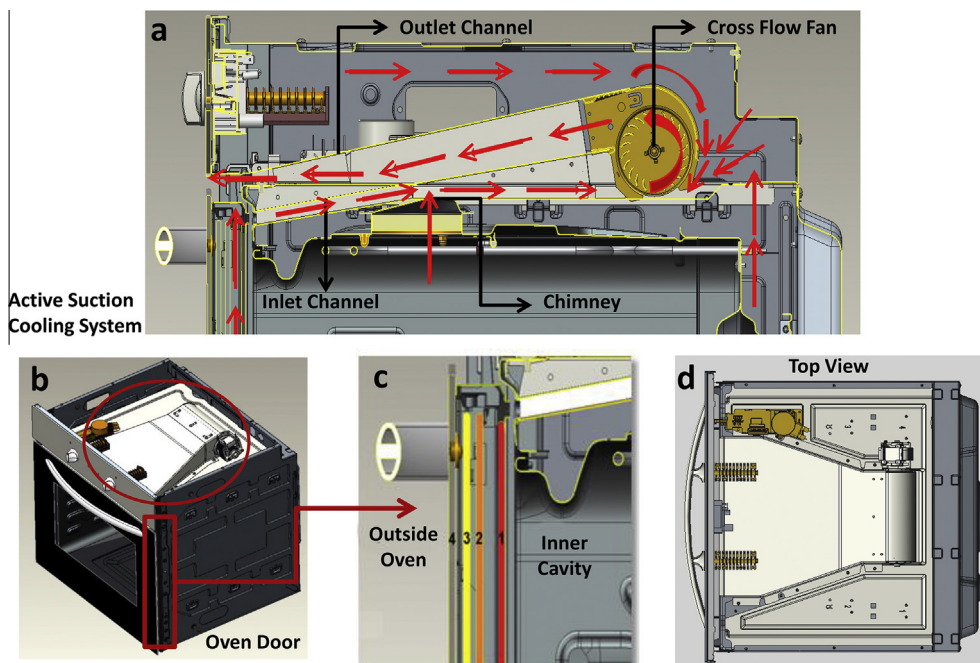 a
Outlet Channel
Cross Flow Fan
Inlet Channel
Chimney
Active Suction
Cooling System
b
Oven Door
c
4
3
2
1
Outside
Oven
Inner
Cavity
d
Top View